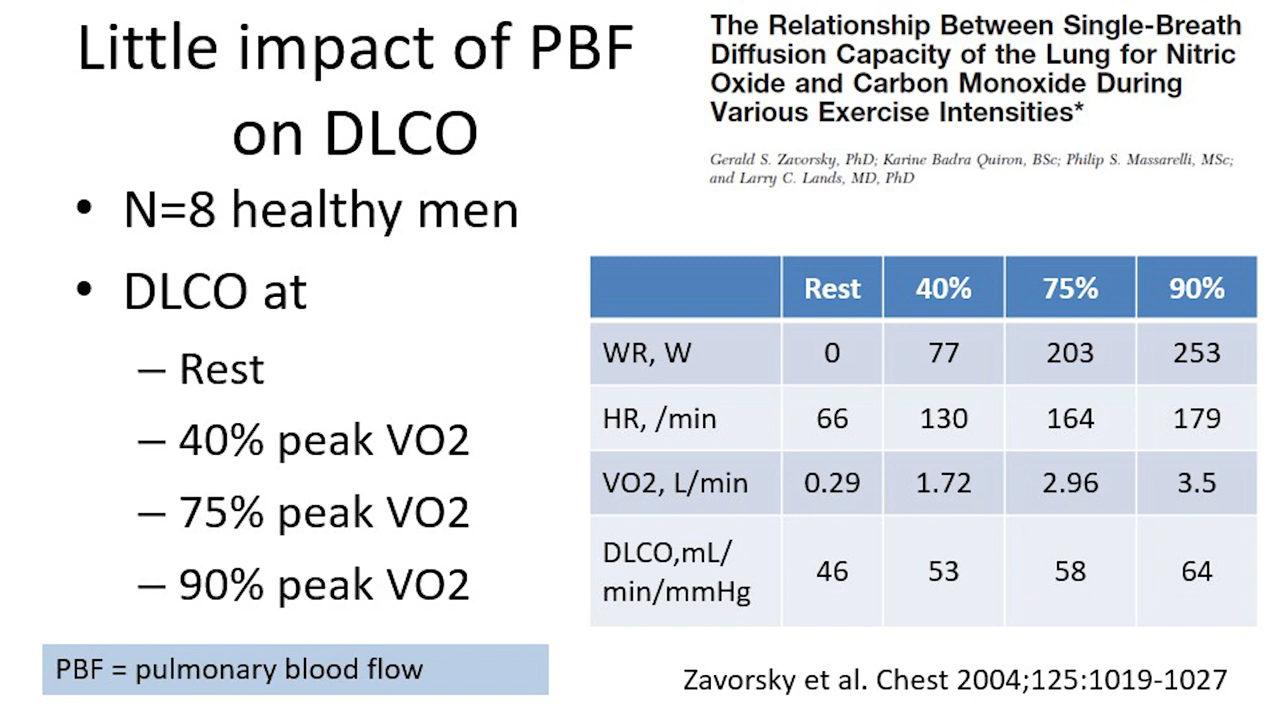 Little impact of PBF
on DLCO
• N=8 healthy men
• DLCO at
– Rest
– 40% peak VO2
– 75% peak VO2
– 90% peak VO2
PBF = pulmonary blood flow
The Relationship Between Single-Breath
Diffusion Capacity of the Lung for Nitric
Oxide and Carbon Monoxide During
Various Exercise Intensities*
Gerald S. Zavorsky, PhD; Karine Badra Quiron, BSc; Philip S. Massarelli, MSc;
and Larry C. Lands, MD, PhD
Rest 40% 75% 90%
WR, W 0 77 203 253
HR, /min 66 130 164 179
VO2, L/min 0.29 1.72 2.96 3.5
DLCO,mL/
min/mmHg 46 53 58 64
Zavorsky et al. Chest 2004;125:1019-1027